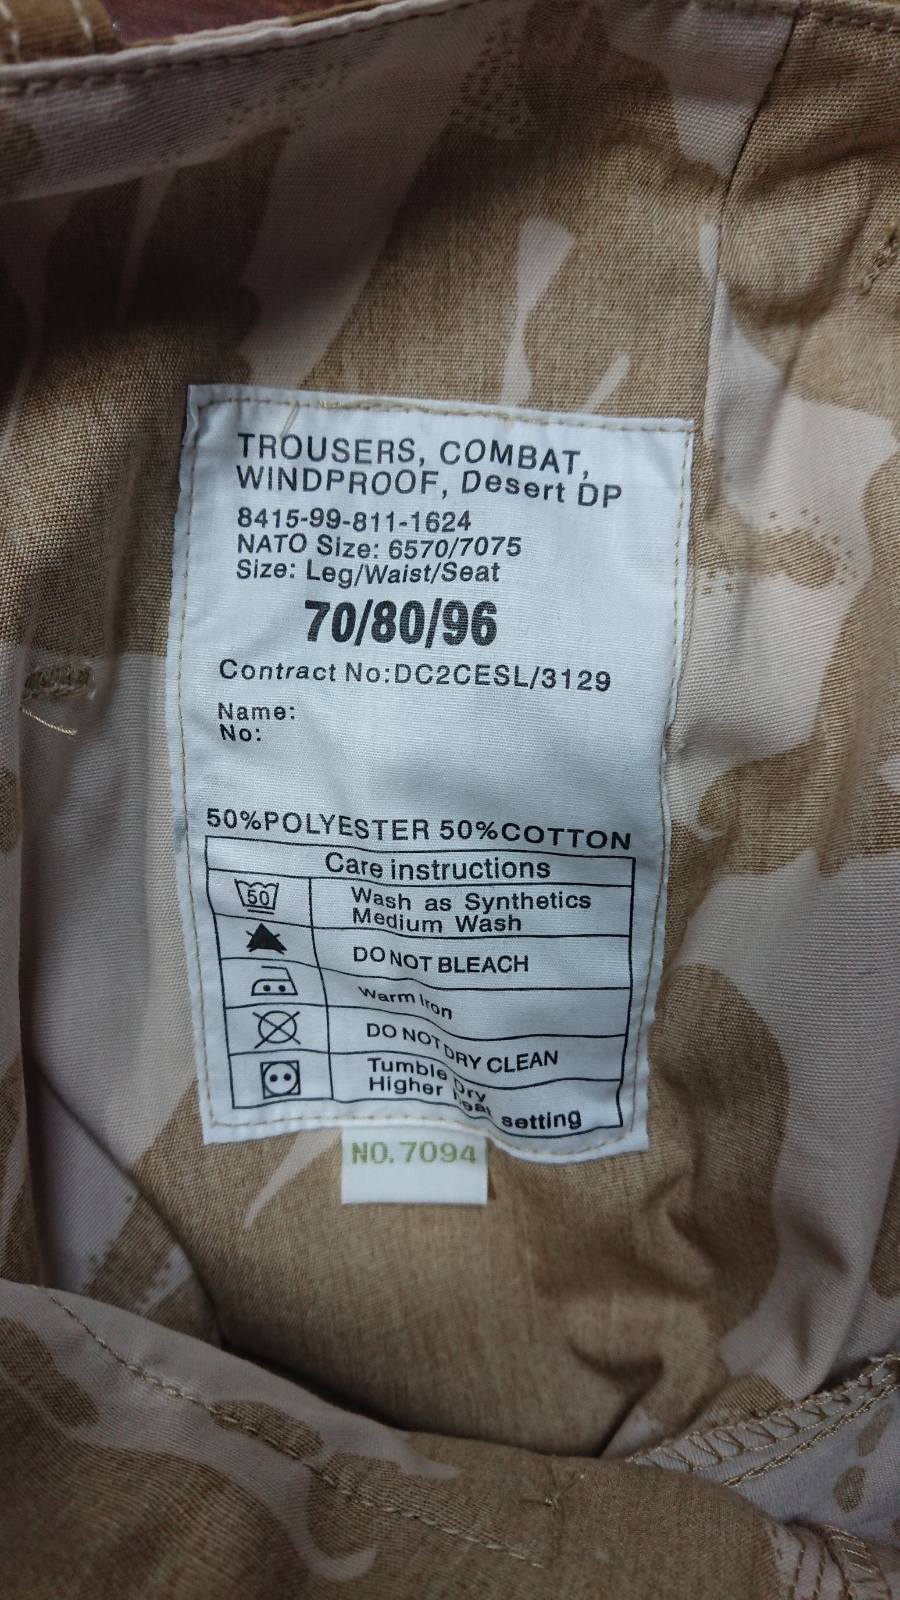 TROUSERS, COMBAT,
WINDPROOF, Desert DP
8415-99-811-1624
NATO Size: 6570/7075
Size: Leg/Waist/Seat
70/80/96
Contract No:DC2CESL/3129
Name:
No:
50%POLYESTER 50%COTTON
Care instructions
50
Wash as Synthetics
Medium Wash
DO NOT BLEACH
Warm Iron
DO NOT DRY CLEAN
Tumble Dry
Higher heat setting
NO.7094